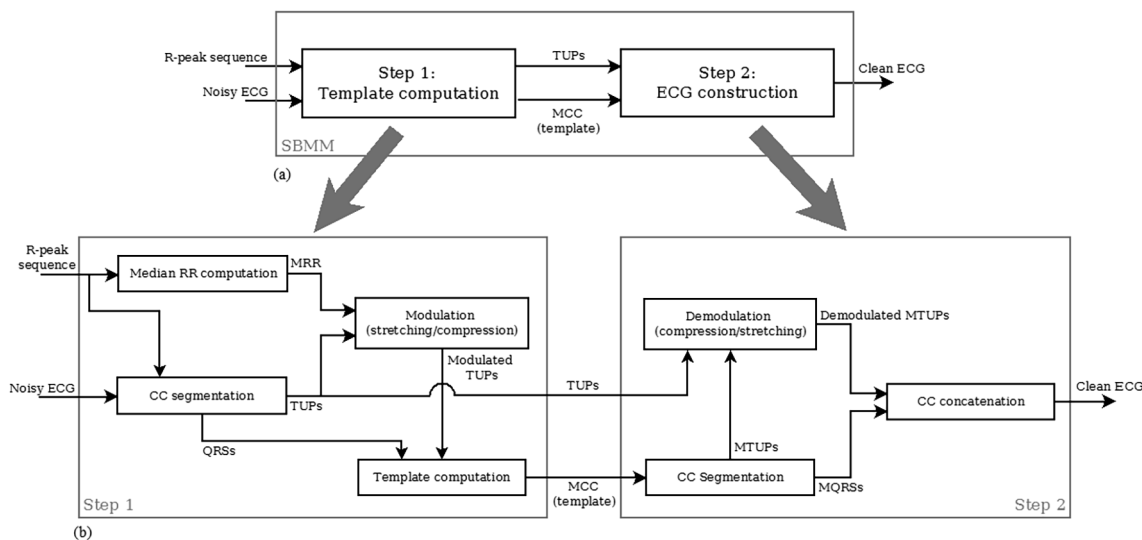 R-peak sequence
Noisy ECG
Step 1:
Template computation
TUPs
MCC
(template)
Step 2:
ECG construction
Clean ECG
SBMM
(a)
R-peak
sequence
Median RR computation
MRR
Modulation
(stretching/compression)
Modulated
TUPs
Noisy ECG
CC segmentation
TUPs
QRSs
Template computation
Step 1
TUPs
MCC
(template)
Demodulation
(compression/stretching)
Demodulated MTUPs
CC concatenation
Clean ECG
MTUPs
CC Segmentation
MQRSs
Step 2
(b)